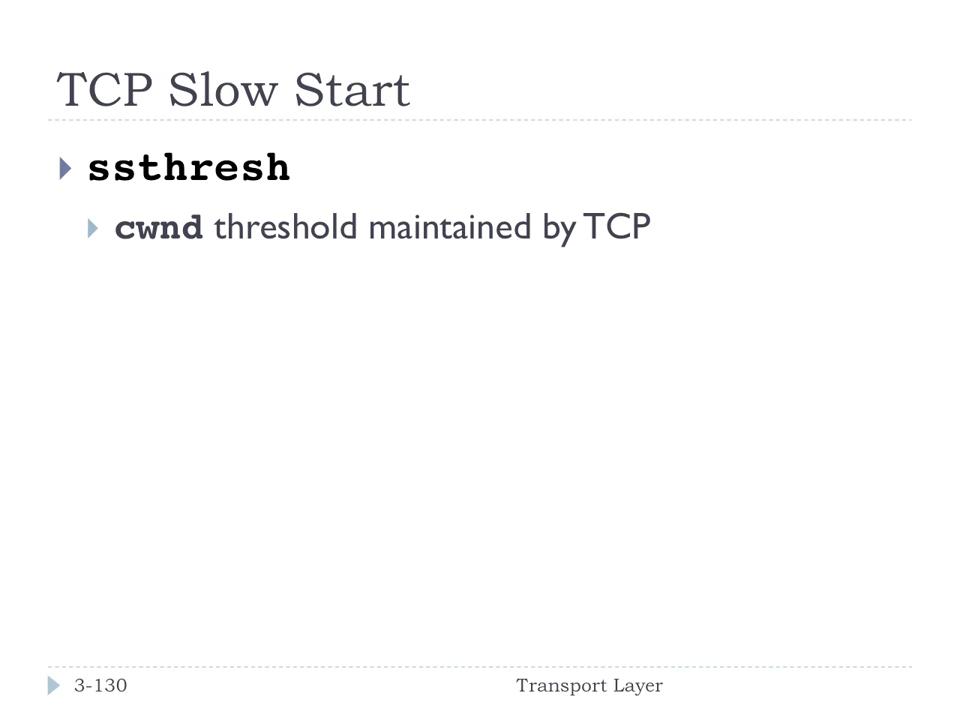 TCP Slow Start
ssthresh
cwnd threshold maintained by TCP
3-130 Transport Layer